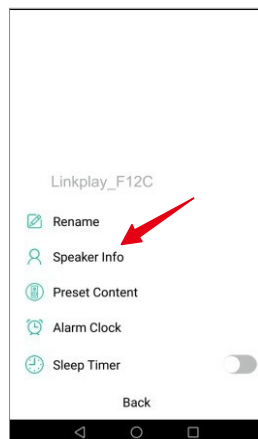 Linkplay_F12C
Rename
Speaker Info
Preset Content
Alarm Clock
Sleep Timer
Back